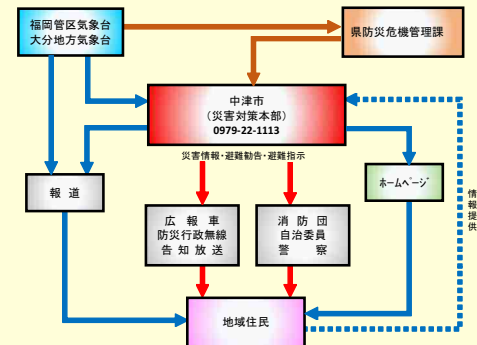 福岡管区気象台
大分地方気象台
県防災危機管理課
中津市
(災害対策本部)
0979-22-1113
災害情報・避難勧告・避難指示
報道
ホームページ
情報提供
広報車
防災行政無線
告知放送
消防団
自治委員
警察
地域住民